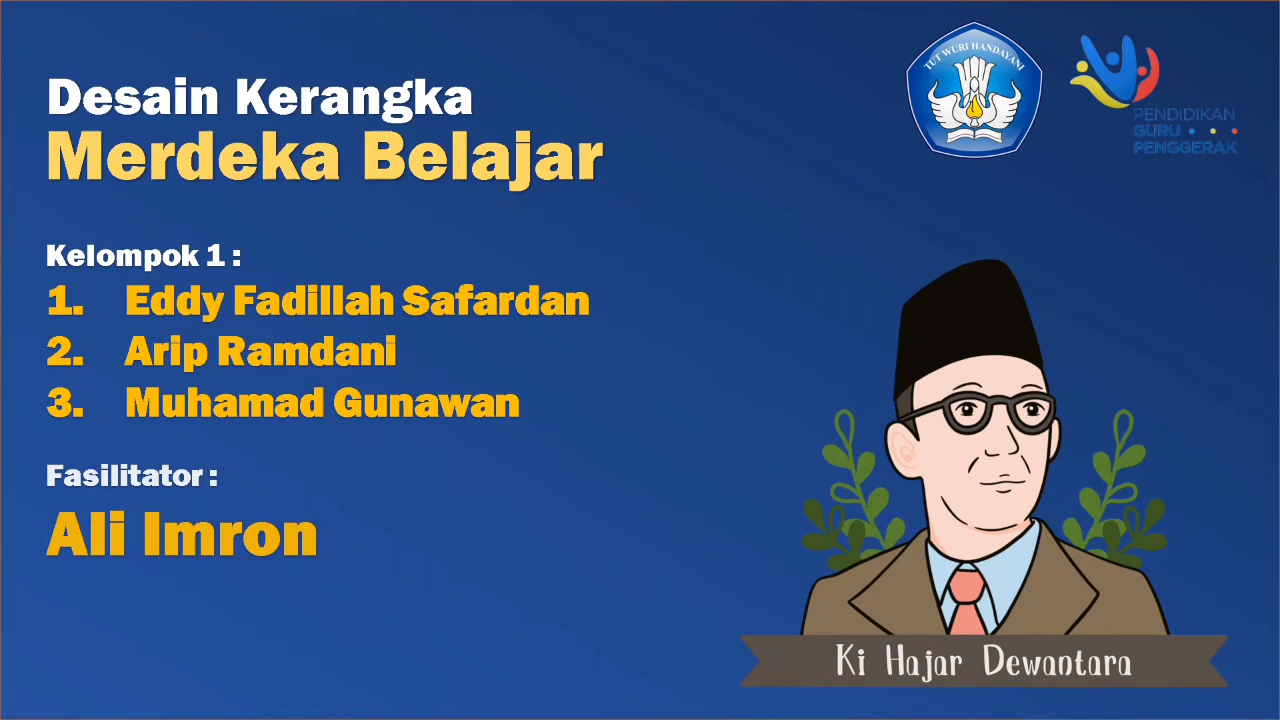 Desain Kerangka
Merdeka Belajar
Kelompok 1 :
1. Eddy Fadillah Safardan
2. Arip Ramdani
3. Muhamad Gunawan
Fasilitator :
Ali Imron
TUT WURI HANDAYANI
PENDIDIKAN
GURU
PENGGERAK
Ki Hajar Dewantara